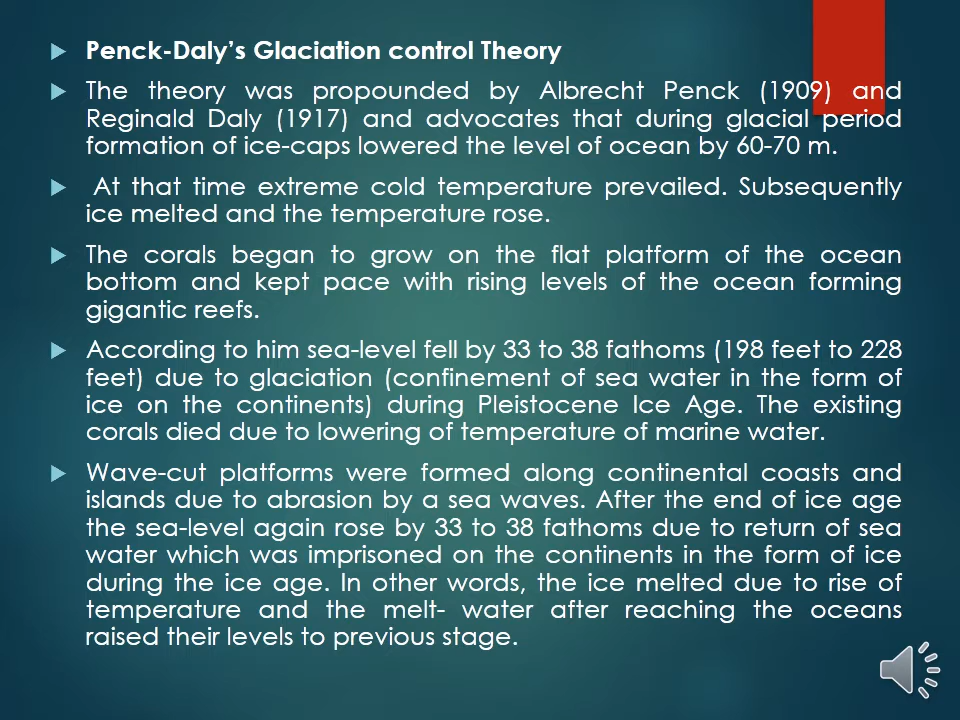 Penck-Daly’s Glaciation control Theory
The theory was propounded by Albrecht Penck (1909) and
Reginald Daly (1917) and advocates that during glacial period
formation of ice-caps lowered the level of ocean by 60-70 m.
At that time extreme cold temperature prevailed. Subsequently
ice melted and the temperature rose.
The corals began to grow on the flat platform of the ocean
bottom and kept pace with rising levels of the ocean forming
gigantic reefs.
According to him sea-level fell by 33 to 38 fathoms (198 feet to 228
feet) due to glaciation (confinement of sea water in the form of
ice on the continents) during Pleistocene Ice Age. The existing
corals died due to lowering of temperature of marine water.
Wave-cut platforms were formed along continental coasts and
islands due to abrasion by a sea waves. After the end of ice age
the sea-level again rose by 33 to 38 fathoms due to return of sea
water which was imprisoned on the continents in the form of ice
during the ice age. In other words, the ice melted due to rise of
temperature and the melt- water after reaching the oceans
raised their levels to previous stage.